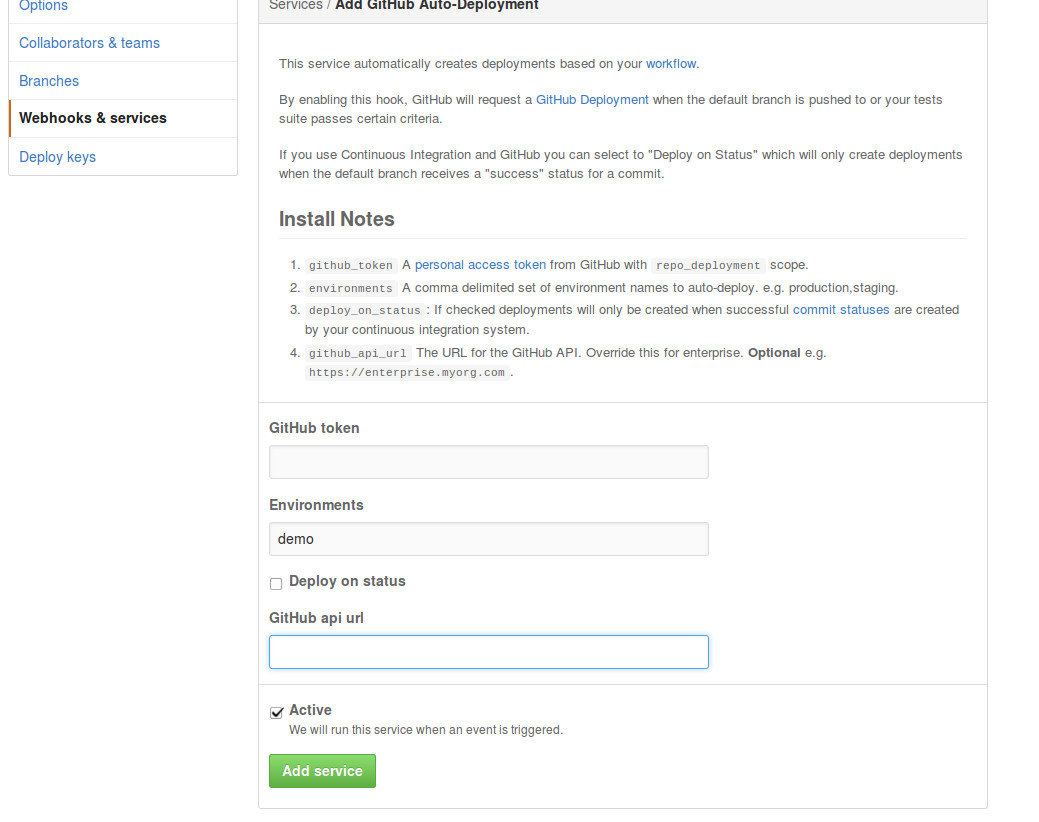 Options
Collaborators & teams
Branches
Webhooks & services
Deploy keys
Services / Add GitHub Auto-Deployment
This service automatically creates deployments based on your workflow.
By enabling this hook, GitHub will request a GitHub Deployment when the default branch is pushed to or your tests
suite passes certain criteria.
If you use Continuous Integration and GitHub you can select to "Deploy on Status" which will only create deployments
when the default branch receives a "success" status for a commit.
Install Notes
1. github_token A personal access token from GitHub with repo_deployment scope.
2. environments A comma delimited set of environment names to auto-deploy. e.g. production,staging.
3. deploy_on_status : If checked deployments will only be created when successful commit statuses are created
by your continuous integration system.
4. github_api_url The URL for the GitHub API. Override this for enterprise. Optional e.g.
https://enterprise.myorg.com .
GitHub token
Environments
demo
Deploy on status
GitHub api url
Active
We will run this service when an event is triggered.
Add service